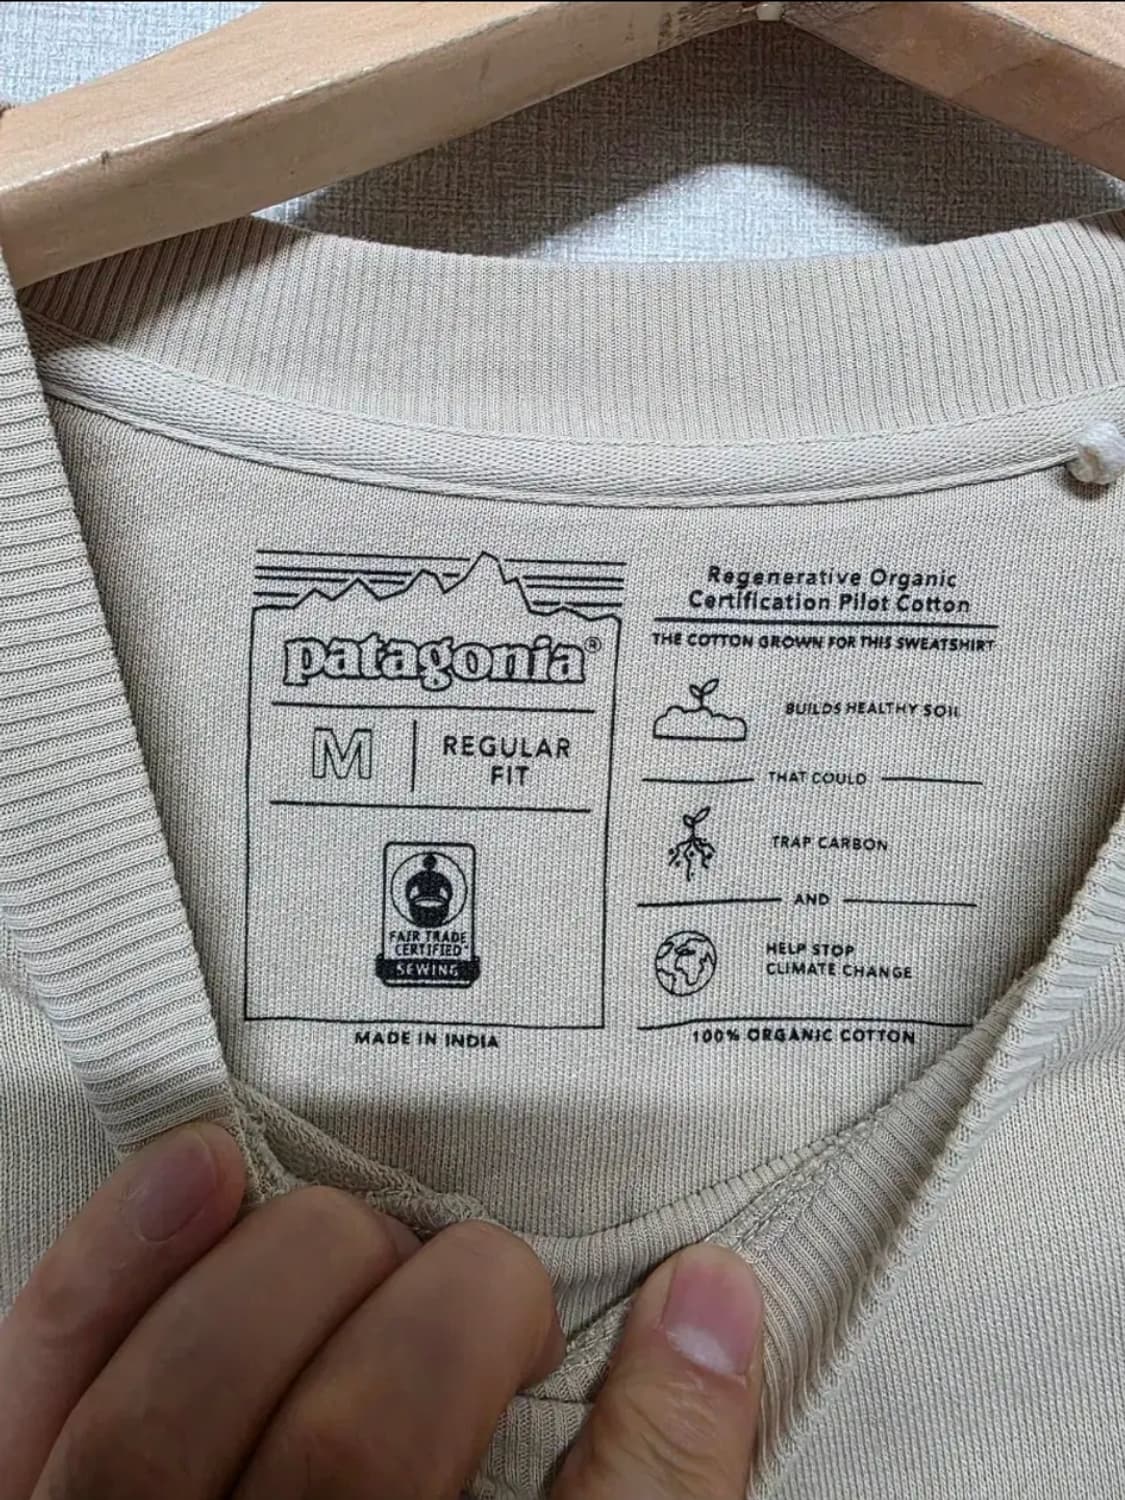 patagonia®
M
REGULAR
FIT
FAIR TRADE
CERTIFIED™
SEWING
MADE IN INDIA
Regenerative Organic
Certification Pilot Cotton
THE COTTON GROWN FOR THIS SWEATSHIRT
BUILDS HEALTHY SOIL
THAT COULD
TRAP CARBON
AND
HELP STOP
CLIMATE CHANGE
100% ORGANIC COTTON